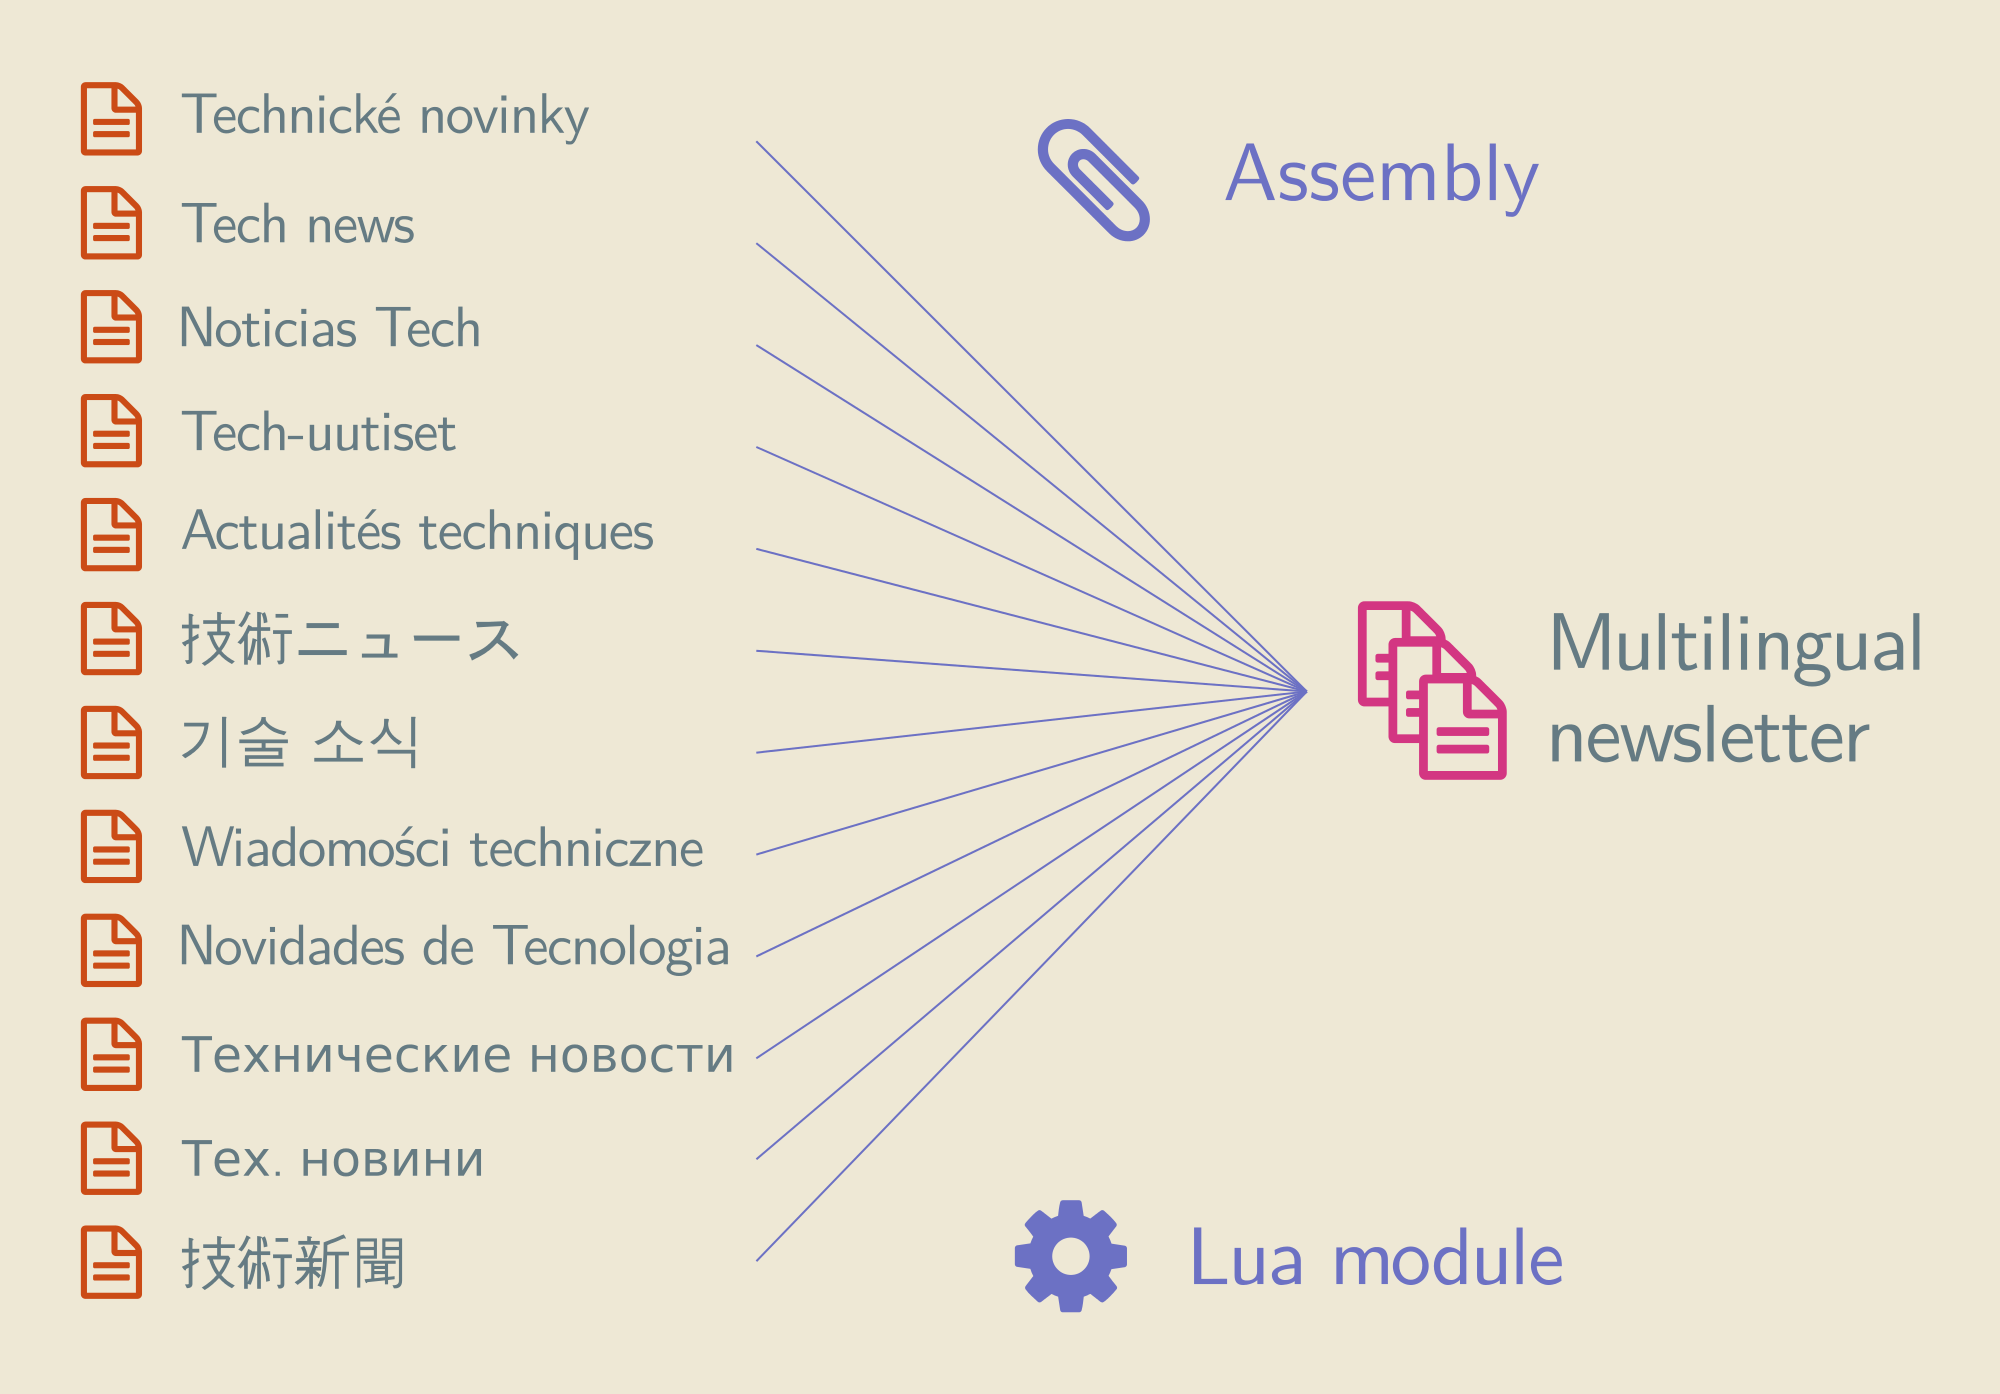 Technické novinky
Tech news
Noticias Tech
Tech-uutiset
Actualités techniques
技術ニュース
기술 소식
Wiadomości techniczne
Novidades de Tecnologia
Технические новости
Тех. новини
技術新聞
Assembly
Multilingual
newsletter
Lua module